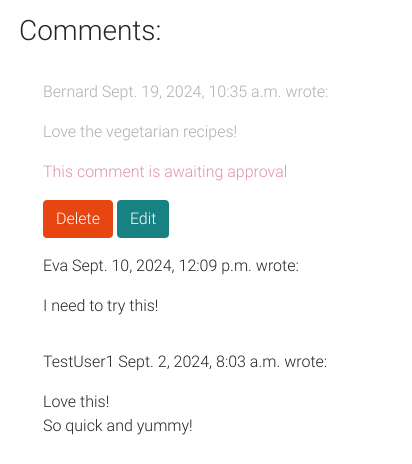 Comments:
Bernard Sept. 19, 2024, 10:35 a.m. wrote:
Love the vegetarian recipes!
This comment is awaiting approval
Delete Edit
Eva Sept. 10, 2024, 12:09 p.m. wrote:
I need to try this!
TestUser1 Sept. 2, 2024, 8:03 a.m. wrote:
Love this!
So quick and yummy!